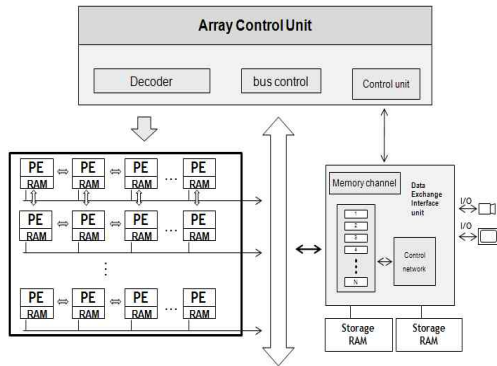 Array Control Unit
Decoder
bus control
Control unit
PE PE PE ... PE
RAM RAM RAM RAM
PE PE PE ... PE
RAM RAM RAM RAM
PE PE PE ... PE
RAM RAM RAM RAM
Memory channel
Data
Exchange
Interface
unit
1
2
3
4
N
Control
network
I/O
I/O
Storage
RAM
Storage
RAM